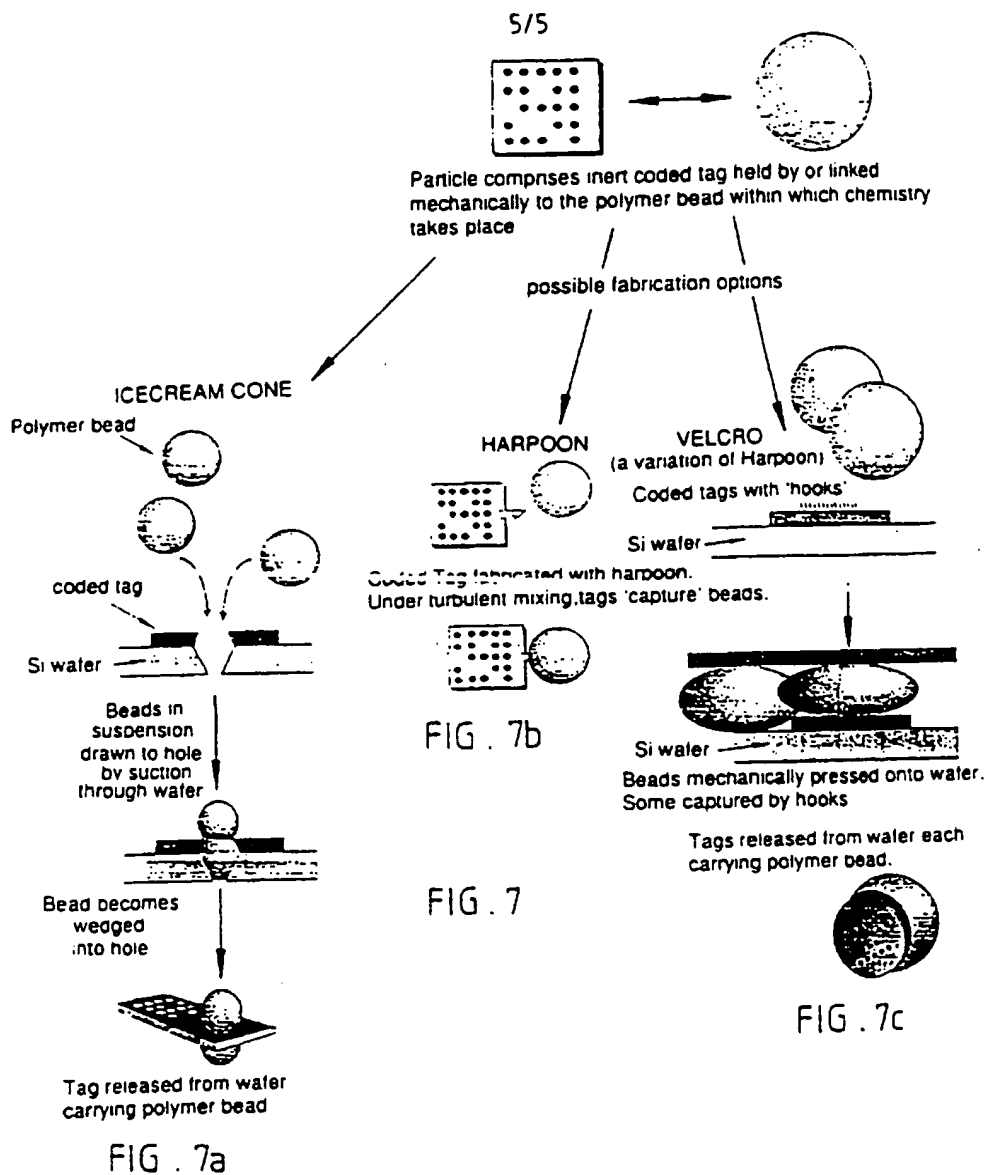 5/5
Particle comprises inert coded tag held by or linked
mechanically to the polymer bead within which chemistry
takes place
possible fabrication options
ICECREAM CONE
Polymer bead
coded tag
Si wafer
Beads in
suspension
drawn to hole
by suction
through wafer
Bead becomes
wedged
into hole
Tag released from wafer
carrying polymer bead
FIG. 7a
HARPOON
Coded Tag fabricated with harpoon.
Under turbulent mixing, tags 'capture' beads.
FIG. 7b
FIG. 7
VELCRO
(a variation of Harpoon)
Coded tags with 'hooks'
Si wafer
Si wafer
Beads mechanically pressed onto wafer.
Some captured by hooks
Tags released from wafer each
carrying polymer bead.
FIG. 7c